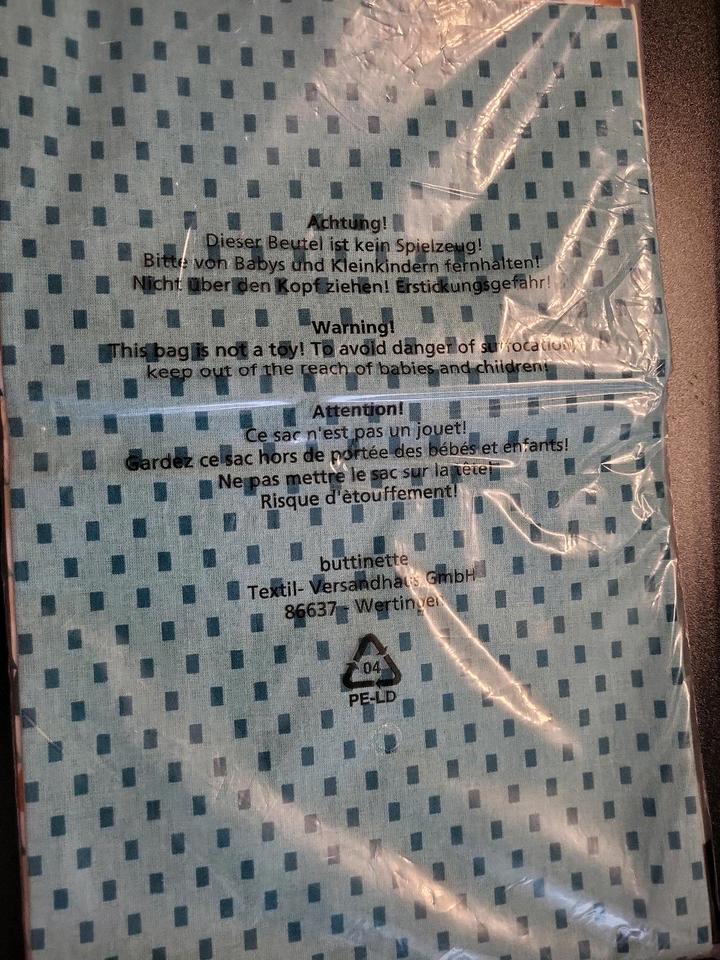 Achtung!
Dieser Beutel ist kein Spielzeug!
Bitte von Babys und Kleinkindern fernhalten!
Nicht über den Kopf ziehen! Erstickungsgefahr!
Warning!
This bag is not a toy! To avoid danger of suffocation,
keep out of the reach of babies and children!
Attention!
Ce sac n'est pas un jouet!
Gardez ce sac hors de portée des bébés et enfants!
Ne pas mettre le sac sur la tête!
Risque d'ètouffement!
buttinette
Textil- Versandhaus GmbH
86637 - Wertingen
04
PE-LD